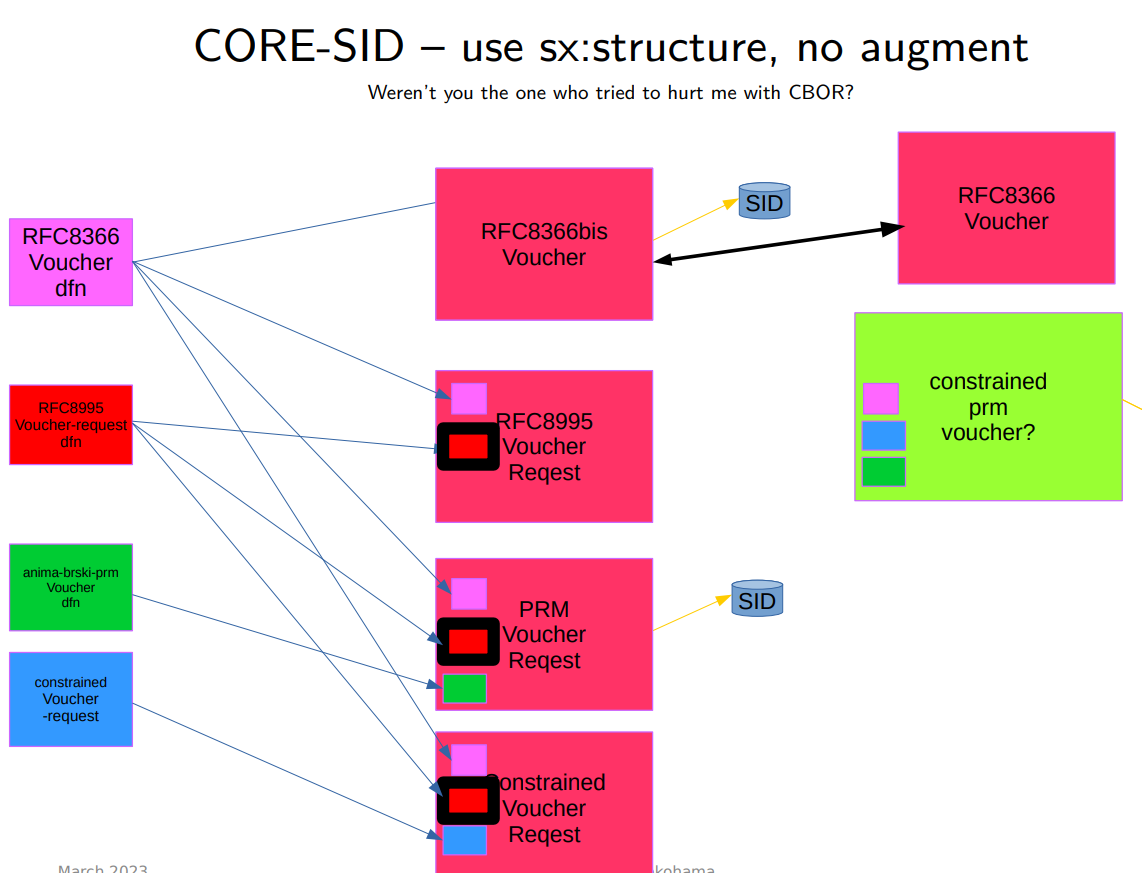 CORE-SID – use sx:structure, no augment
Weren't you the one who tried to hurt me with CBOR?
RFC8366
Voucher
dfn
RFC8995
Voucher-request
dfn
anima-brski-prm
Voucher
dfn
constrained
Voucher
-request
RFC8366bis
Voucher
RFC8995
Voucher
Reqest
PRM
Voucher
Reqest
onstrained
Voucher
Reqest
SID
SID
RFC8366
Voucher
constrained
prm
voucher?
March 2023
kohama